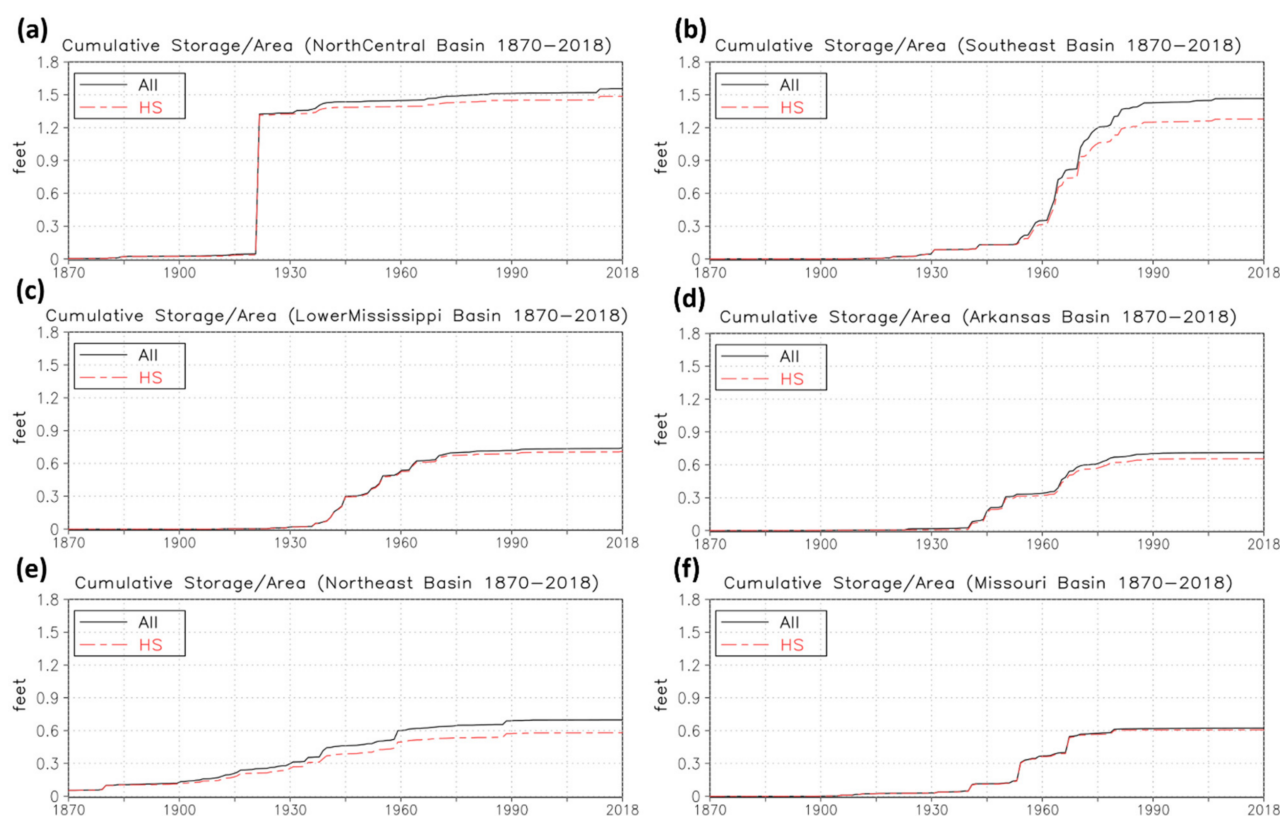 (a)
Cumulative Storage/Area (NorthCentral Basin 1870−2018)
1.8
1.5
1.2
0.9
0.6
0.3
0
feet
All
HS
1870 1900 1930 1960 1990 2018
(b)
Cumulative Storage/Area (Southeast Basin 1870−2018)
1.8
1.5
1.2
0.9
0.6
0.3
0
feet
All
HS
1870 1900 1930 1960 1990 2018
(c)
Cumulative Storage/Area (LowerMississippi Basin 1870−2018)
1.8
1.5
1.2
0.9
0.6
0.3
0
feet
All
HS
1870 1900 1930 1960 1990 2018
(d)
Cumulative Storage/Area (Arkansas Basin 1870−2018)
1.8
1.5
1.2
0.9
0.6
0.3
0
feet
All
HS
1870 1900 1930 1960 1990 2018
(e)
Cumulative Storage/Area (Northeast Basin 1870−2018)
1.8
1.5
1.2
0.9
0.6
0.3
0
feet
All
HS
1870 1900 1930 1960 1990 2018
(f)
Cumulative Storage/Area (Missouri Basin 1870−2018)
1.8
1.5
1.2
0.9
0.6
0.3
0
feet
All
HS
1870 1900 1930 1960 1990 2018